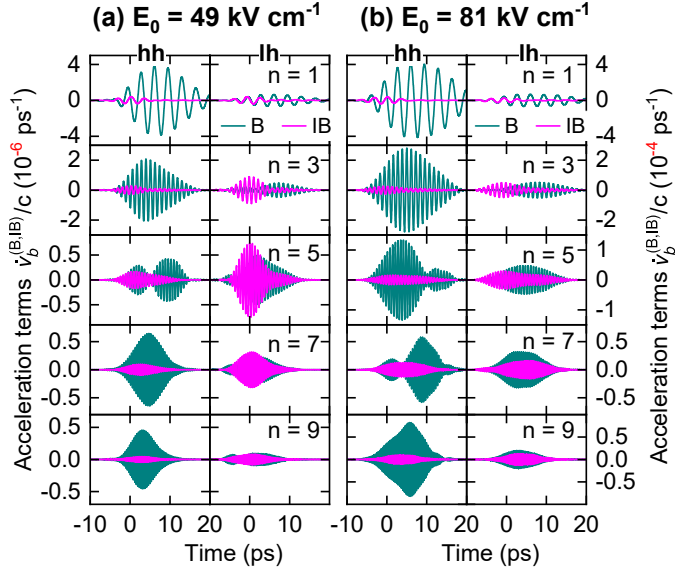 (a) E₀ = 49 kV cm⁻¹ (b) E₀ = 81 kV cm⁻¹
hh lh hh lh
4 n = 1 n = 1 4
0 0
-4 B IB B IB -4
2 n = 3 n = 3 2
0 0
-2 -2
0.5 n = 5 n = 5 1
0.0 0
-0.5 -1
0.5 n = 7 n = 7 0.5
0.0 0.0
-0.5 -0.5
0.5 n = 9 n = 9 0.5
0.0 0.0
-0.5 -0.5
-10 0 10 20 0 10 20 -10 0 10 20 0 10 20
Time (ps) Time (ps)
Acceleration terms v̇_b^(B,IB)/c (10⁻⁶ ps⁻¹)
Acceleration terms v̇_b^(B,IB)/c (10⁻⁴ ps⁻¹)